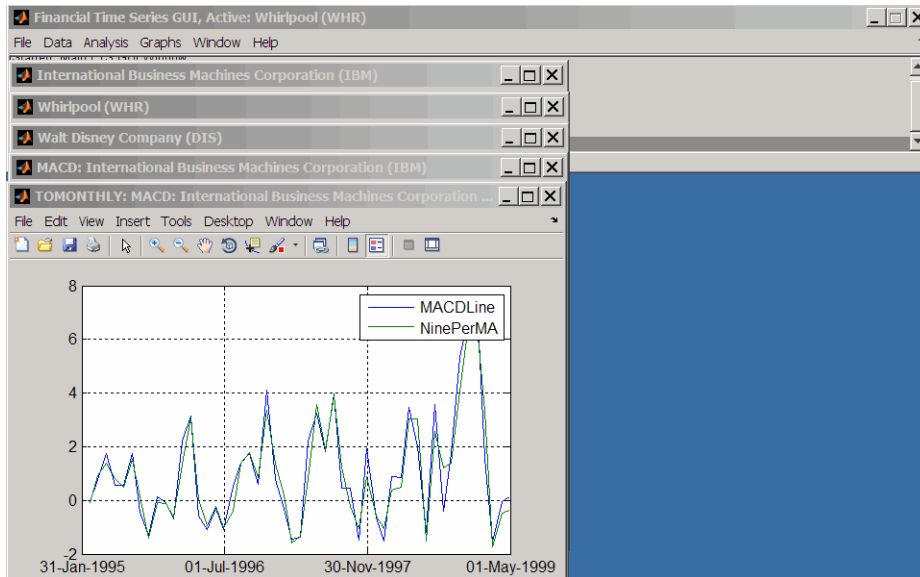 Financial Time Series GUI, Active: Whirlpool (WHR)
File Data Analysis Graphs Window Help
International Business Machines Corporation (IBM)
Whirlpool (WHR)
Walt Disney Company (DIS)
MACD: International Business Machines Corporation (IBM)
TOMONTHLY: MACD: International Business Machines Corporation ...
File Edit View Insert Tools Desktop Window Help
8
MACDLine
NinePerMA
6
4
2
0
-2
31-Jan-1995 01-Jul-1996 30-Nov-1997 01-May-1999